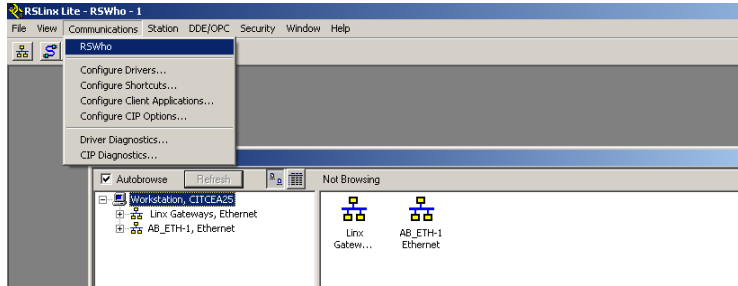 RSLinx Lite - RSWho - 1
File View Communications Station DDE/OPC Security Window Help
RSWho
Configure Drivers...
Configure Shortcuts...
Configure Client Applications...
Configure CIP Options...
Driver Diagnostics...
CIP Diagnostics...
Autobrowse Refresh Not Browsing
Workstation, CITCEA25
Linx Gateways, Ethernet
AB_ETH-1, Ethernet
Linx Gatew...
AB_ETH-1 Ethernet